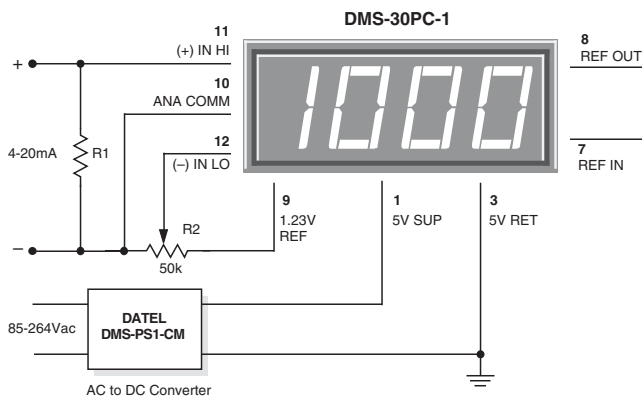 DMS-30PC-1
11
(+) IN HI
10
ANA COMM
12
(–) IN LO
8
REF OUT
7
REF IN
1000
+
4-20mA
R1
–
R2
50k
9
1.23V
REF
1
5V SUP
3
5V RET
85-264Vac
DATEL
DMS-PS1-CM
AC to DC Converter